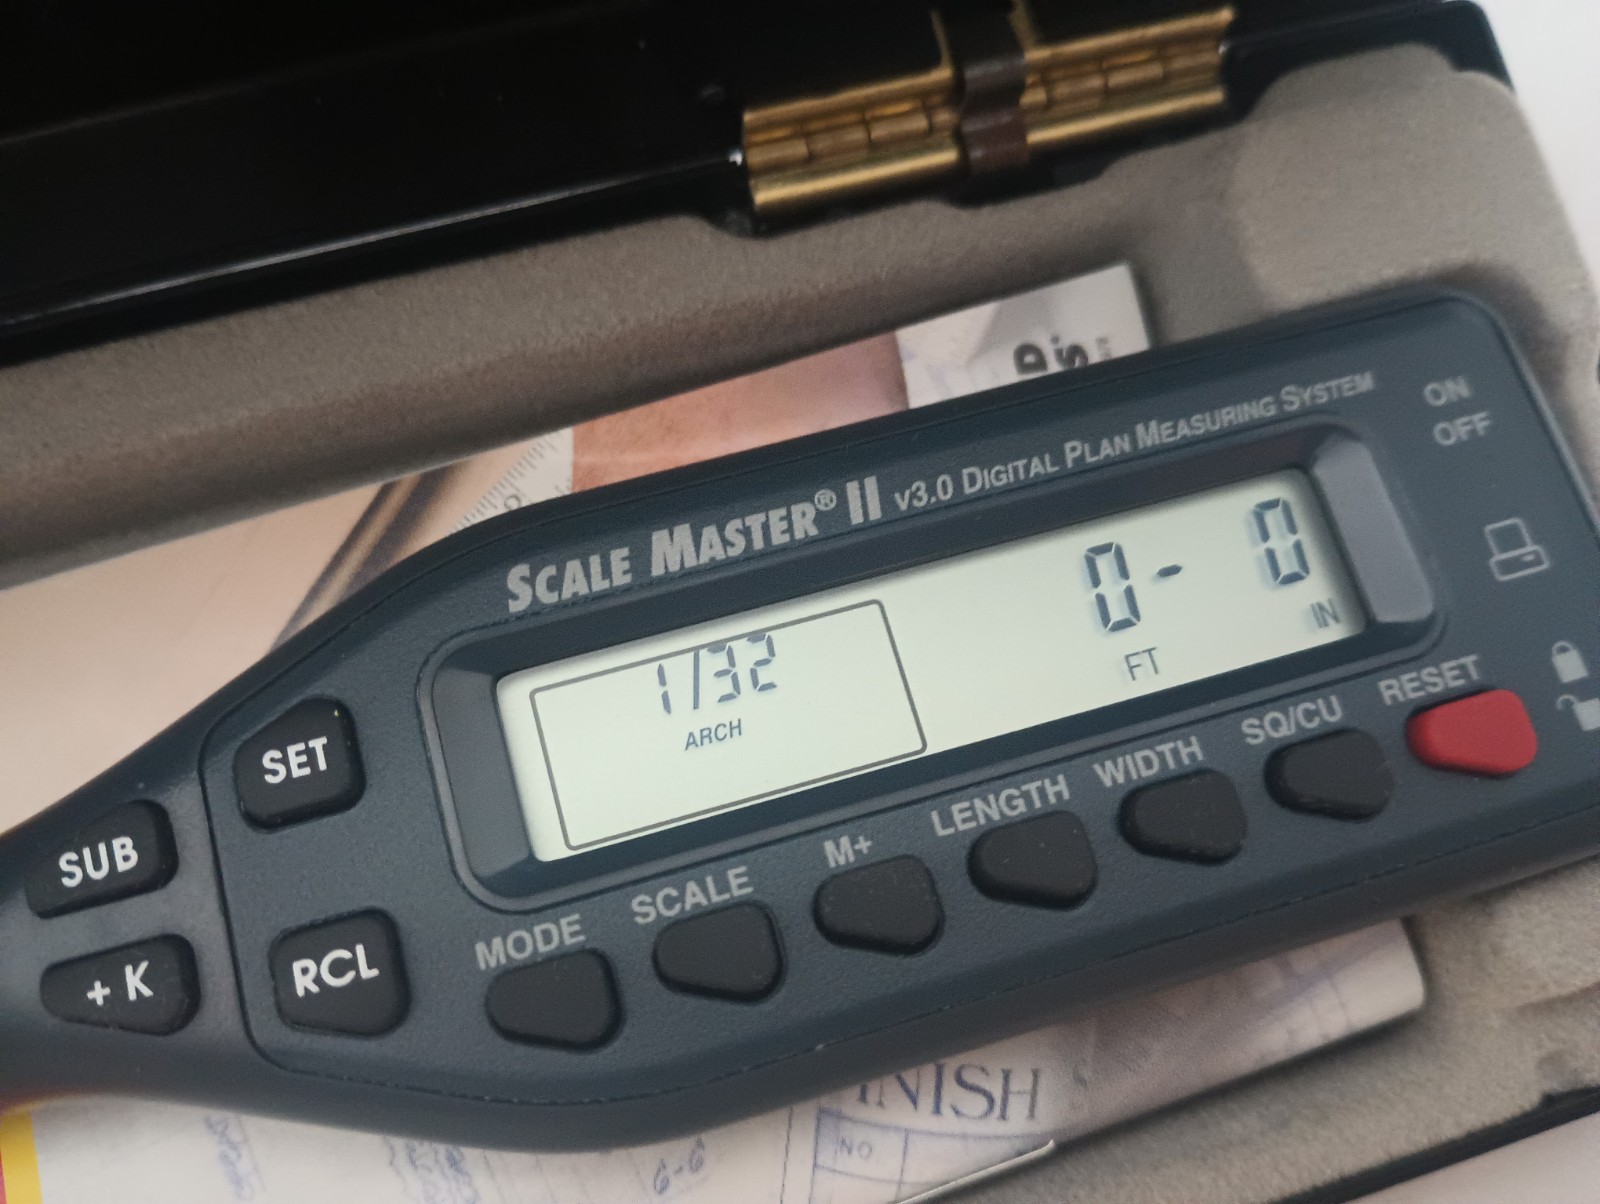 D
S
SCALE MASTER® II v3.0 DIGITAL PLAN MEASURING SYSTEM
ON
OFF
1/32
ARCH
0 - 0
FT IN
SET
SUB
+ K
RCL
MODE
SCALE
M+
LENGTH
WIDTH
SQ/CU
RESET
INISH
NO
6-6